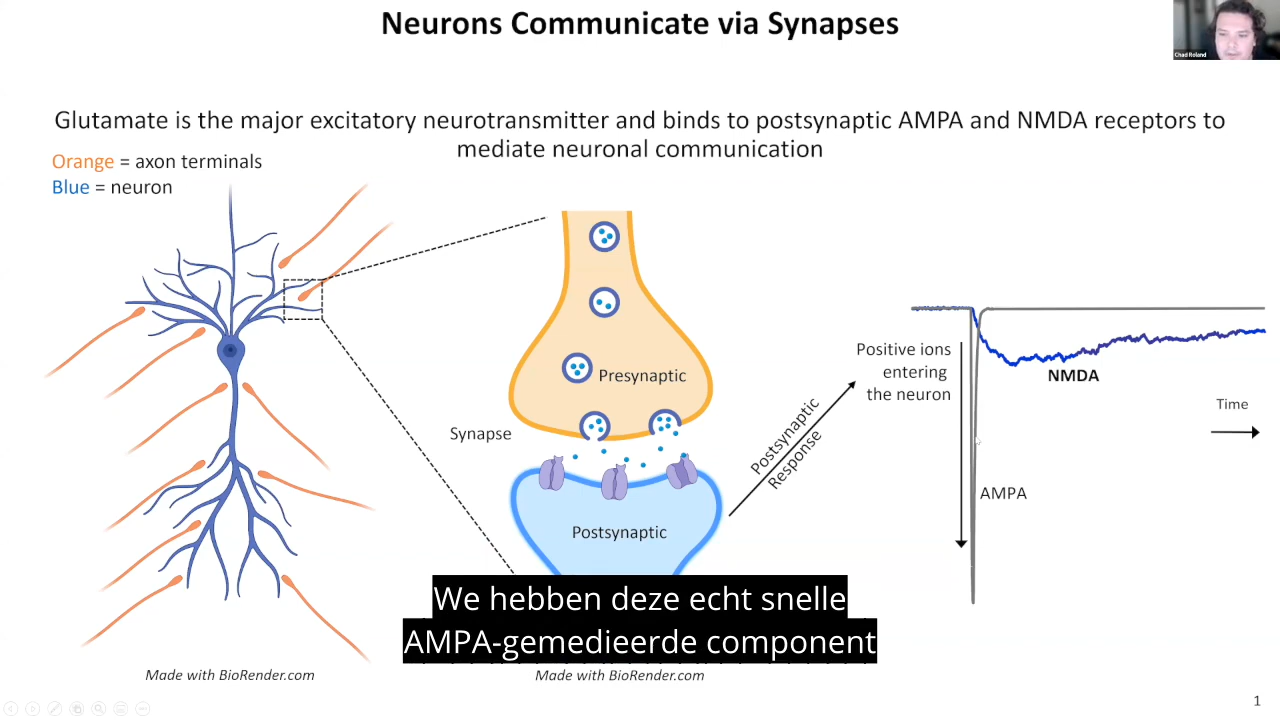 Neurons Communicate via Synapses
Chad Roland
Glutamate is the major excitatory neurotransmitter and binds to postsynaptic AMPA and NMDA receptors to
mediate neuronal communication
Orange = axon terminals
Blue = neuron
Presynaptic
Synapse
Postsynaptic
Postsynaptic
Response
Positive ions
entering
the neuron
NMDA
Time
AMPA
We hebben deze echt snelle
AMPA-gemedieerde component
Made with BioRender.com
Made with BioRender.com
1